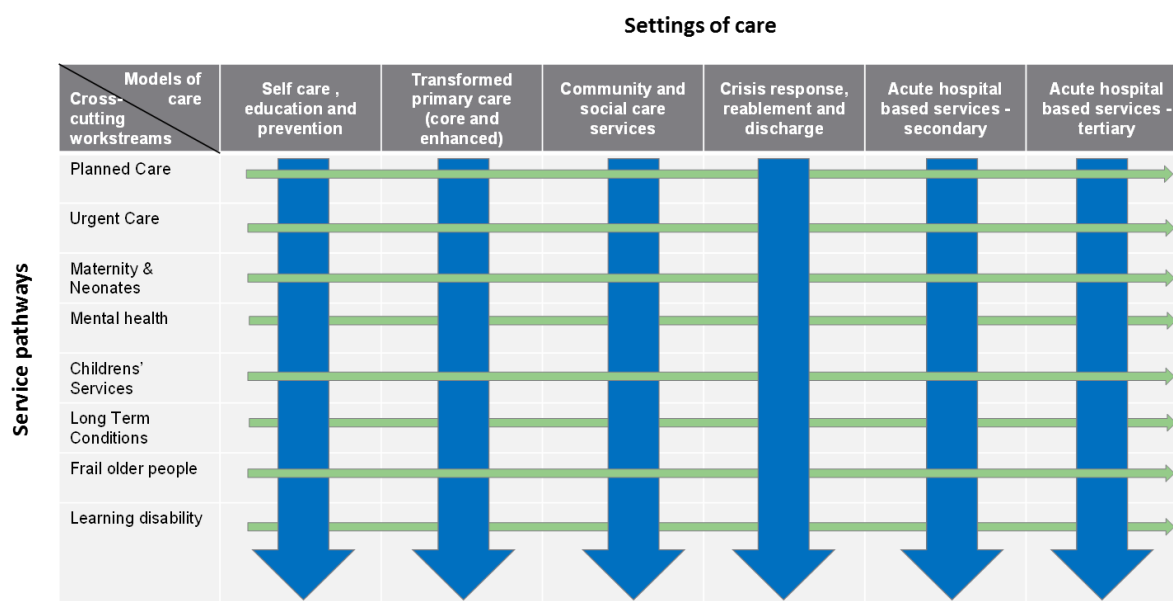 Settings of care
Models of
care
Cross-
cutting
workstreams
Self care ,
education and
prevention
Transformed
primary care
(core and
enhanced)
Community and
social care
services
Crisis response,
reablement and
discharge
Acute hospital
based services -
secondary
Acute hospital
based services -
tertiary
Service pathways
Planned Care
Urgent Care
Maternity &
Neonates
Mental health
Childrens’
Services
Long Term
Conditions
Frail older people
Learning disability